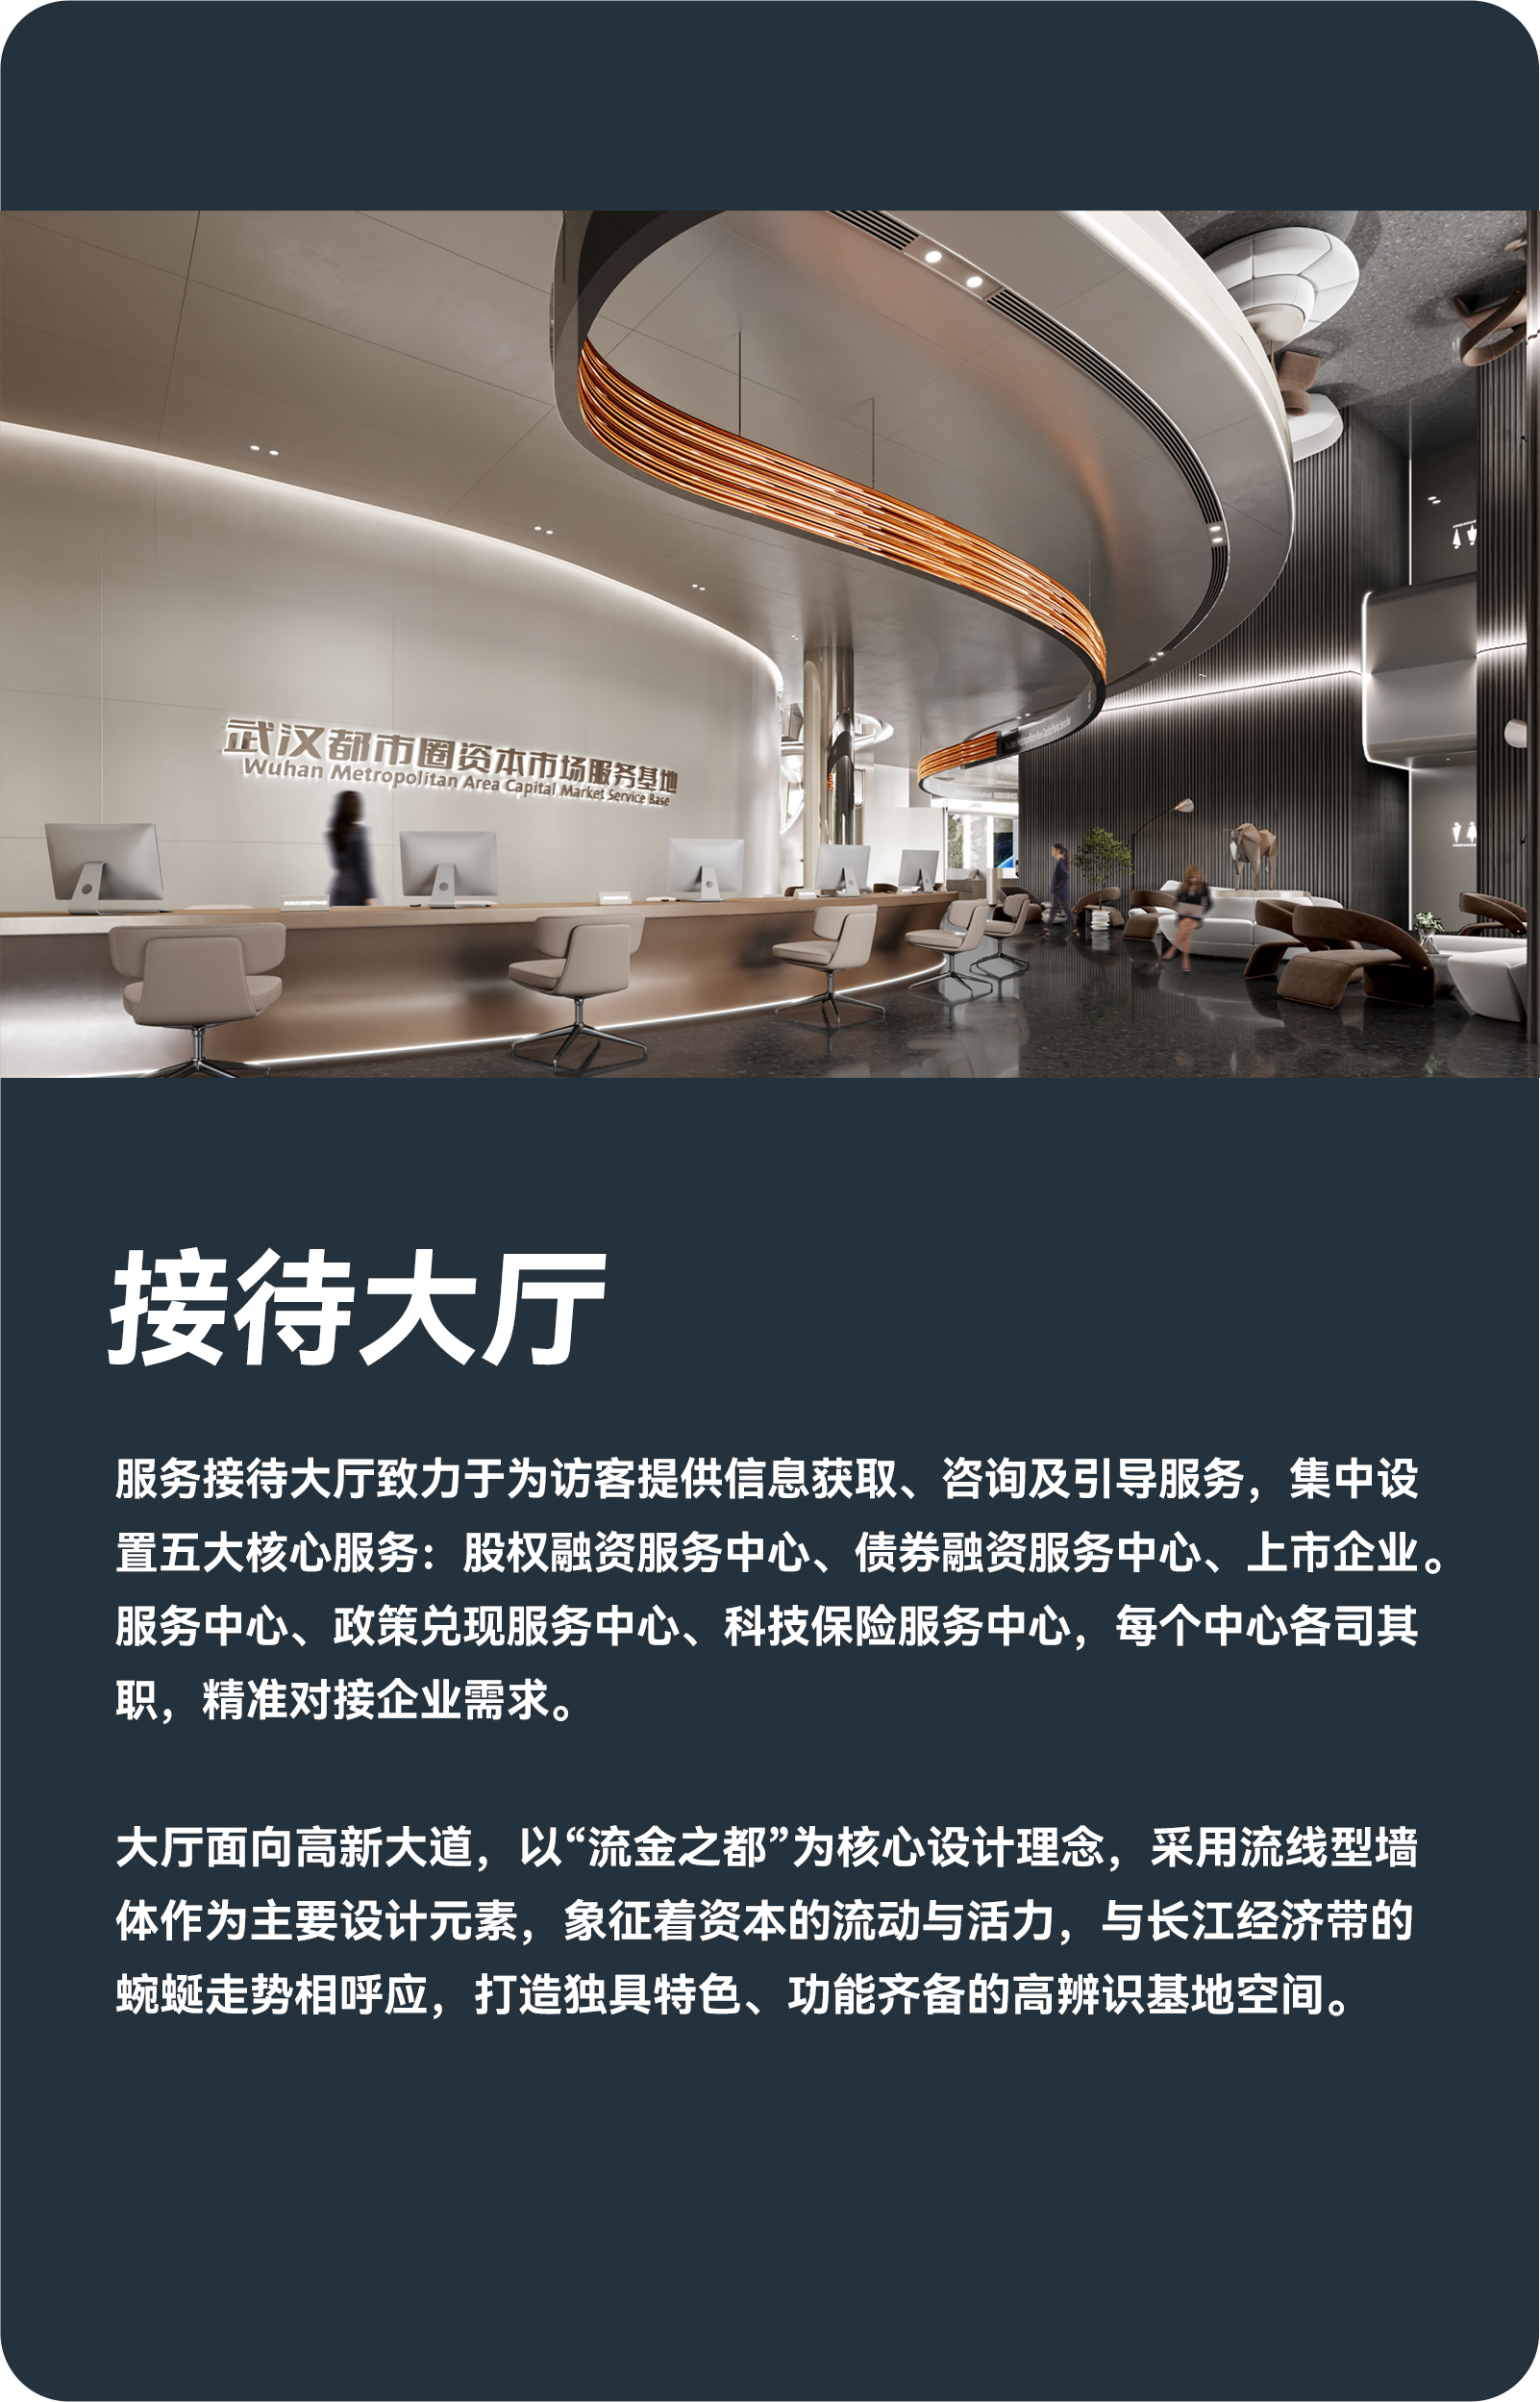 武汉都市圈资本市场服务基地
Wuhan Metropolitan Area Capital Market Service Base
接待大厅
服务接待大厅致力于为访客提供信息获取、咨询及引导服务，集中设
置五大核心服务：股权融资服务中心、债券融资服务中心、上市企业。
服务中心、政策兑现服务中心、科技保险服务中心，每个中心各司其
职，精准对接企业需求。
大厅面向高新大道，以“流金之都”为核心设计理念，采用流线型墙
体作为主要设计元素，象征着资本的流动与活力，与长江经济带的
蜿蜒走势相呼应，打造独具特色、功能齐备的高辨识基地空间。